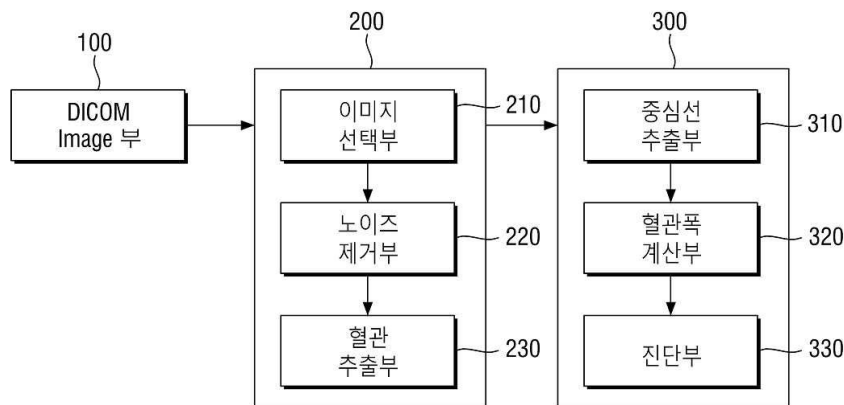 100
DICOM
Image 부
200
이미지
선택부
210
노이즈
제거부
220
혈관
추출부
230
300
중심선
추출부
310
혈관폭
계산부
320
진단부
330